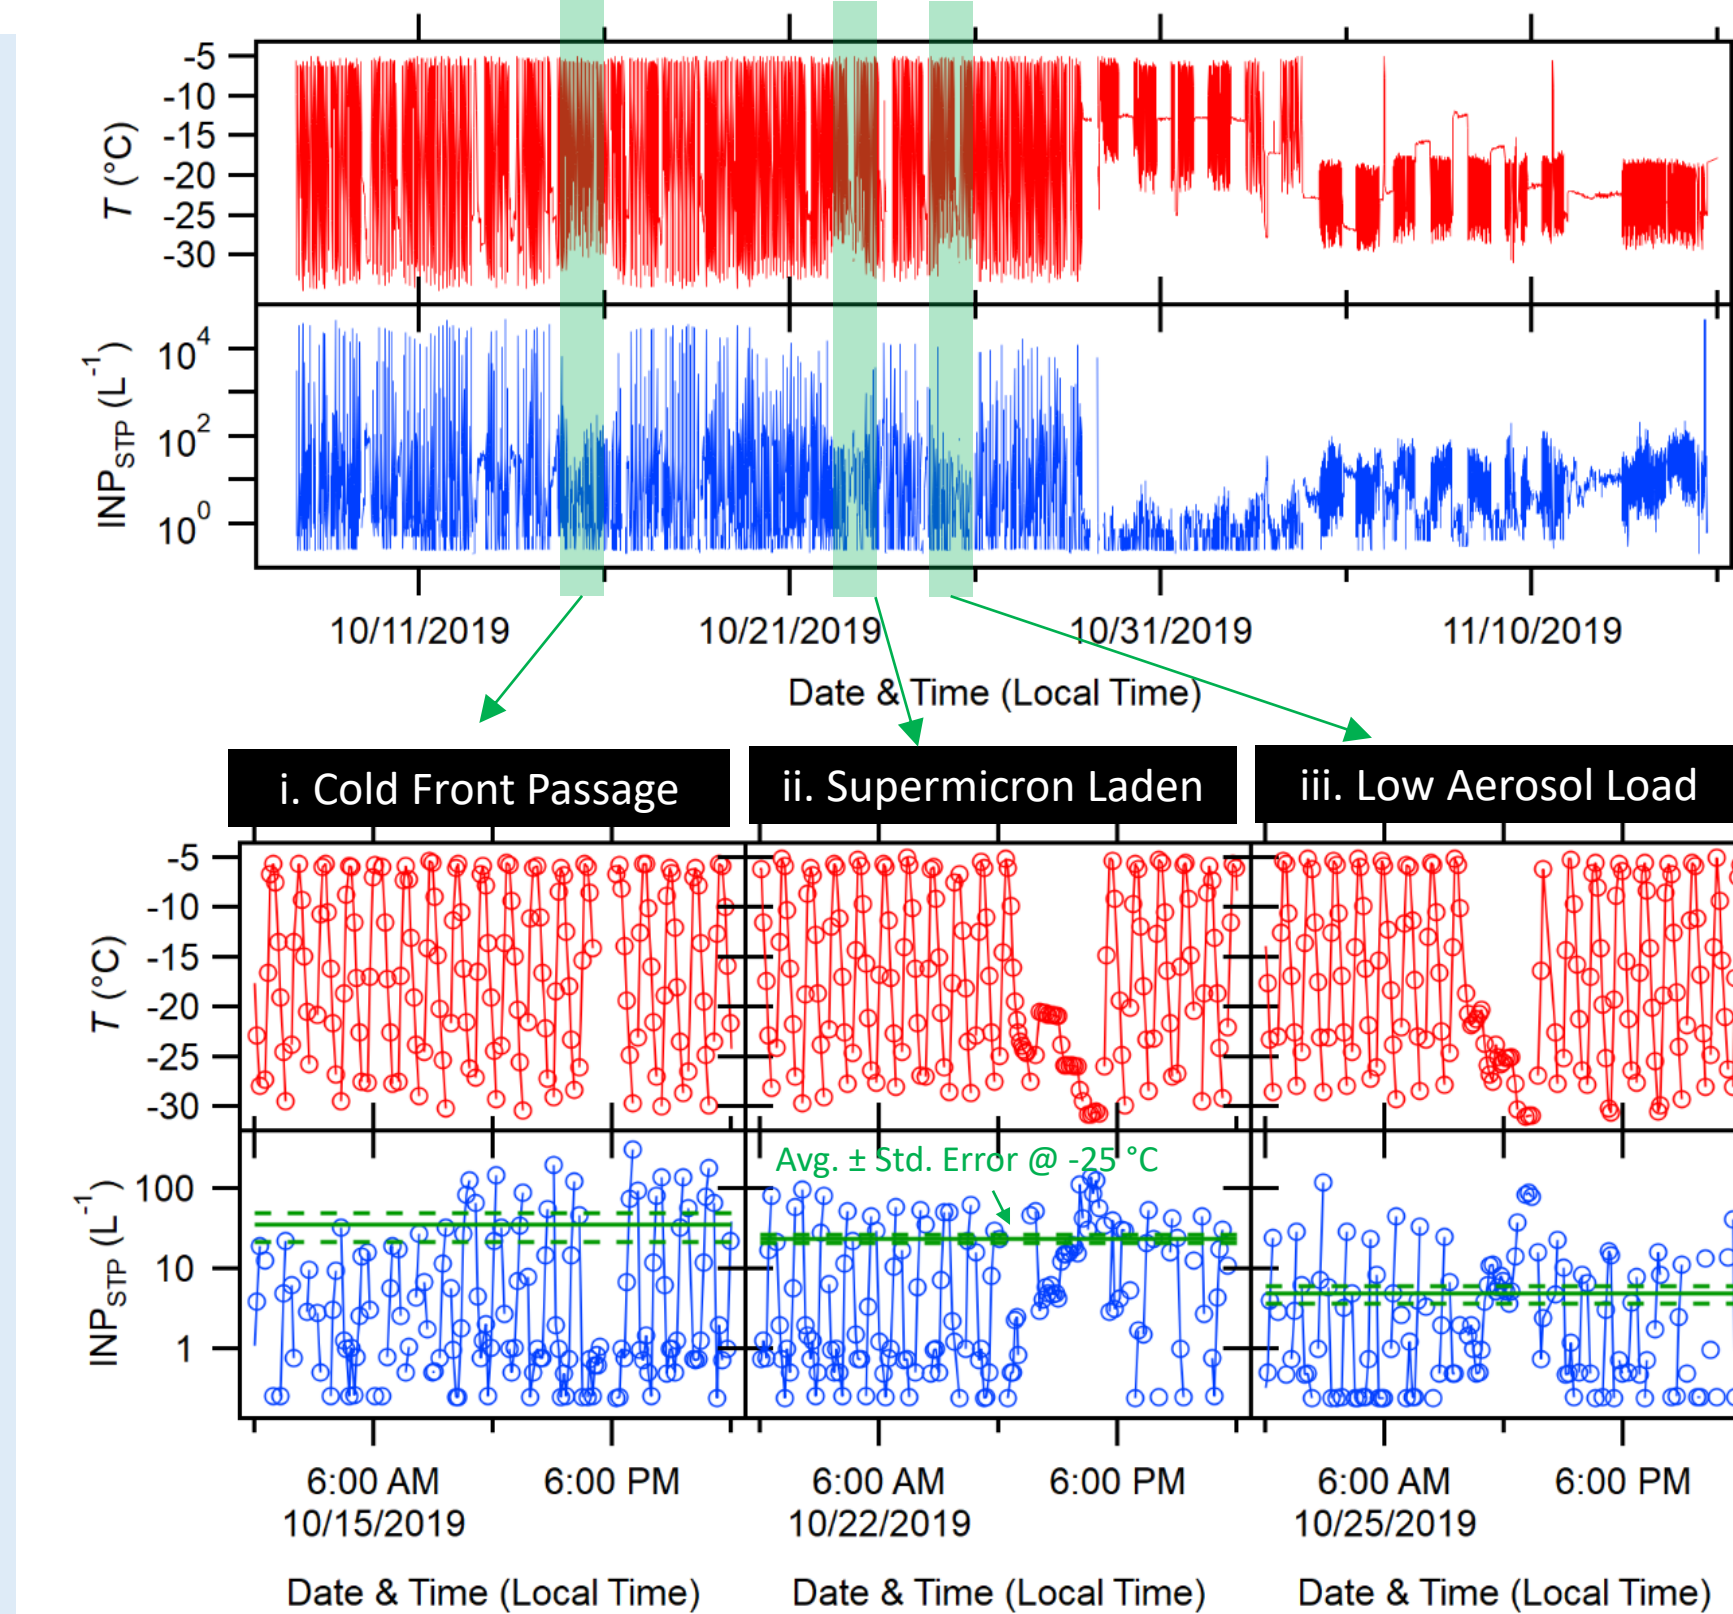 -5
-10
-15
-20
-25
-30
T (°C)
10^4
10^2
10^0
INP_STP (L^-1)
10/11/2019 10/21/2019 10/31/2019 11/10/2019
Date & Time (Local Time)
i. Cold Front Passage ii. Supermicron Laden iii. Low Aerosol Load
-5
-10
-15
-20
-25
-30
T (°C)
Avg. ± Std. Error @ -25 °C
100
10
1
INP_STP (L^-1)
6:00 AM 6:00 PM 6:00 AM 6:00 PM 6:00 AM 6:00 PM
10/15/2019 10/22/2019 10/25/2019
Date & Time (Local Time) Date & Time (Local Time) Date & Time (Local Time)